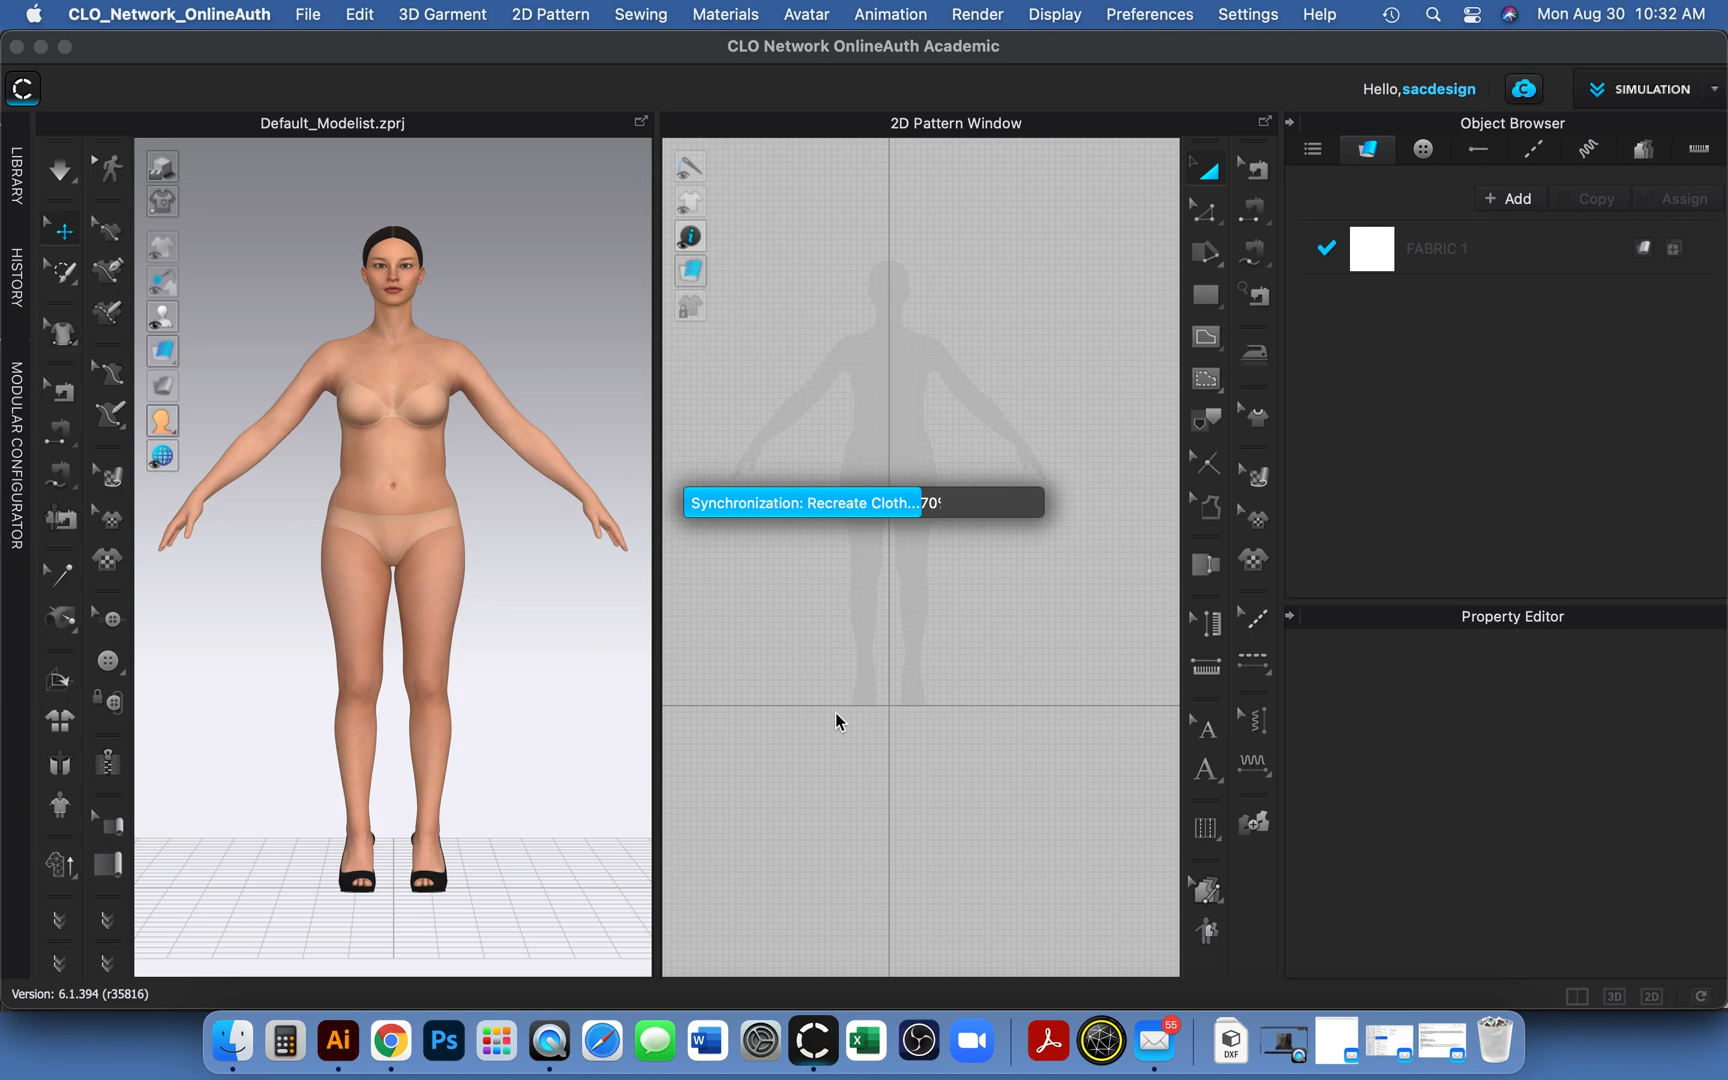 CLO_Network_OnlineAuth File Edit 3D Garment 2D Pattern Sewing Materials Avatar Animation Render Display Preferences Settings Help Mon Aug 30 10:32 AM
CLO Network OnlineAuth Academic
Hello,sacdesign
SIMULATION
Default_Modelist.zprj
2D Pattern Window
Object Browser
LIBRARY
HISTORY
MODULAR CONFIGURATOR
+ Add Copy Assign
FABRIC 1
Synchronization: Recreate Cloth...70%
Property Editor
A
A
Version: 6.1.394 (r35816)
3D
2D
Ai
Ps
W
X
55
DXF